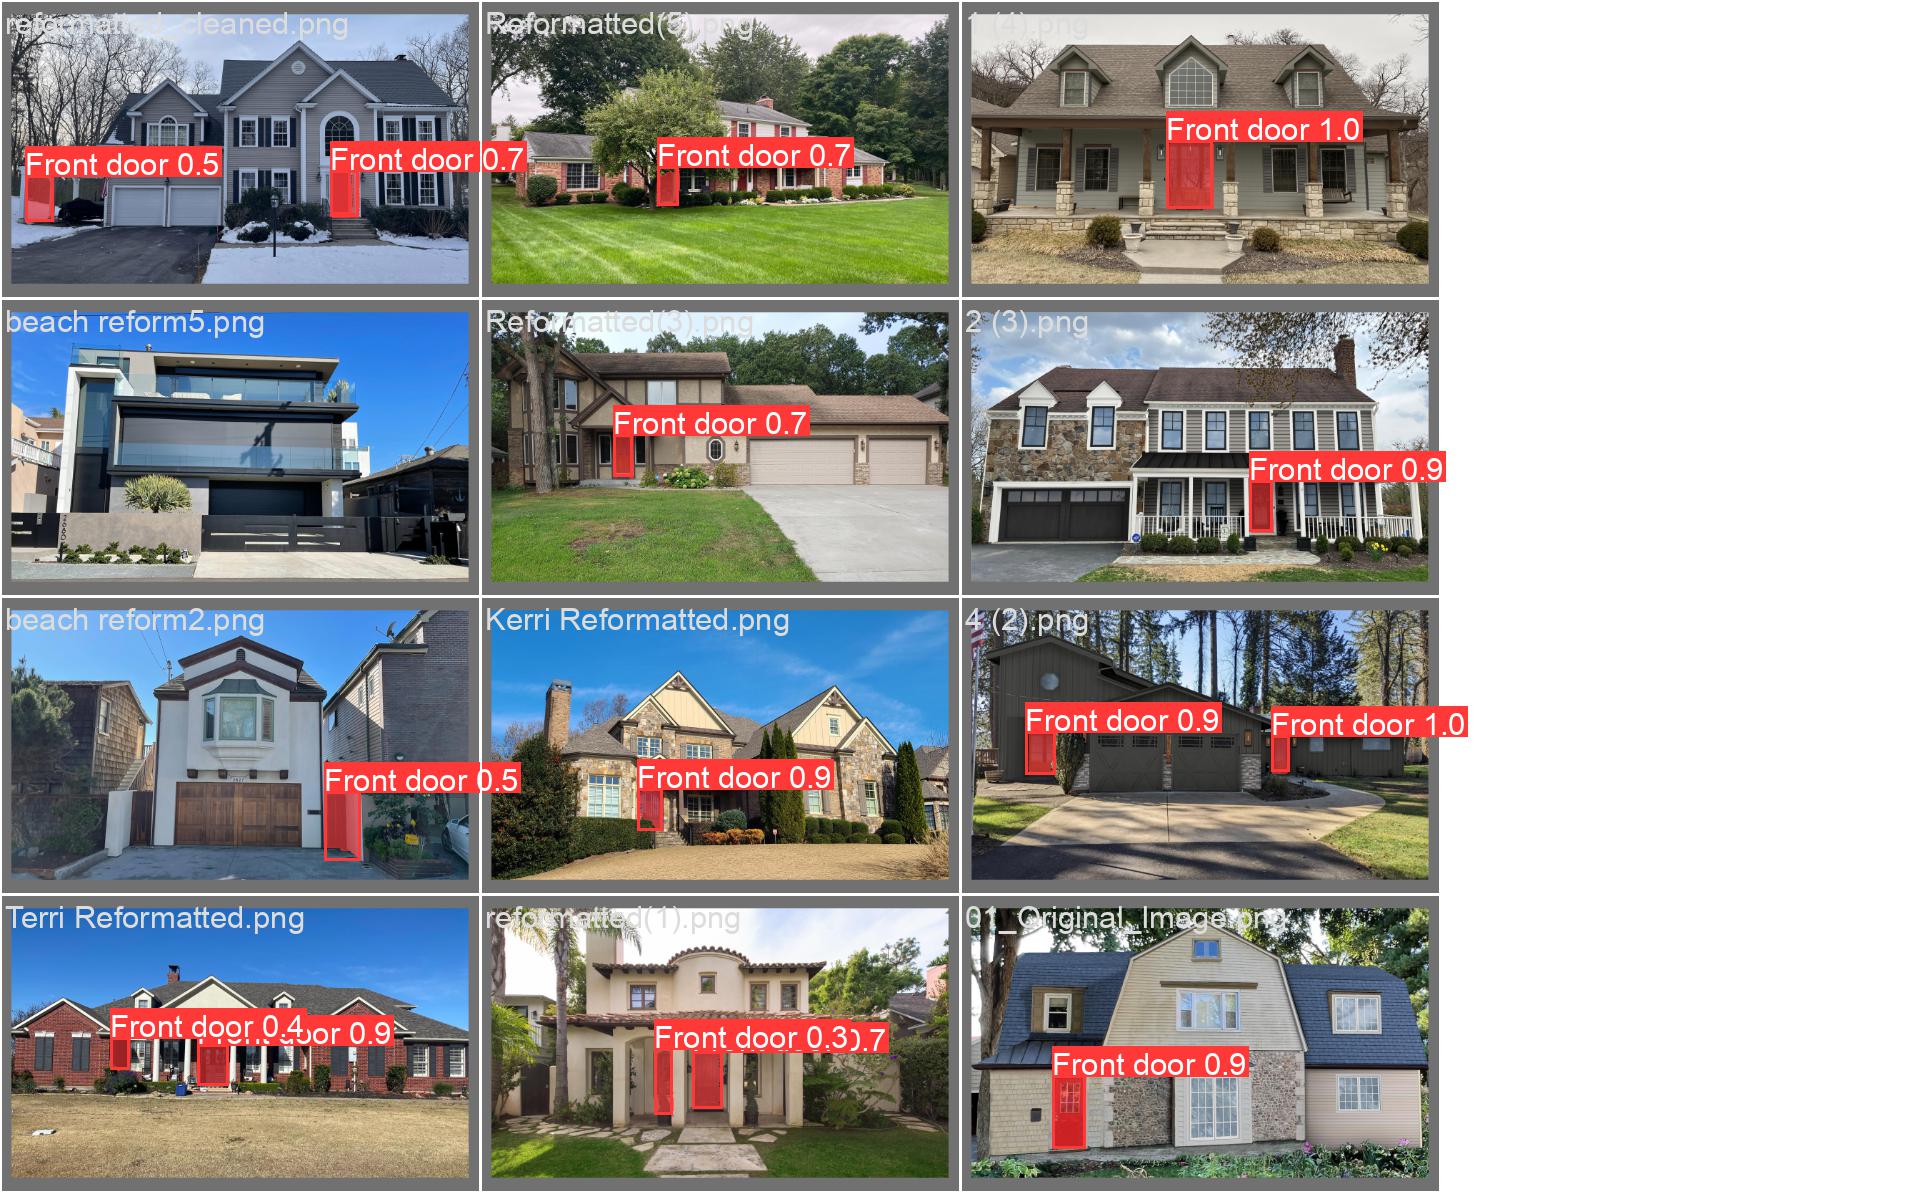 reformatted_cleaned.png
Front door 0.5
Front door 0.7
Reformatted(5).png
Front door 0.7
1 (4).png
Front door 1.0
beach reform5.png
Reformatted(3).png
Front door 0.7
2 (3).png
Front door 0.9
beach reform2.png
Front door 0.5
Kerri Reformatted.png
Front door 0.9
4 (2).png
Front door 0.9
Front door 1.0
Terri Reformatted.png
Front door 0.4
door 0.9
reformatted(1).png
Front door 0.3
0.7
01_Original_Image.png
Front door 0.9